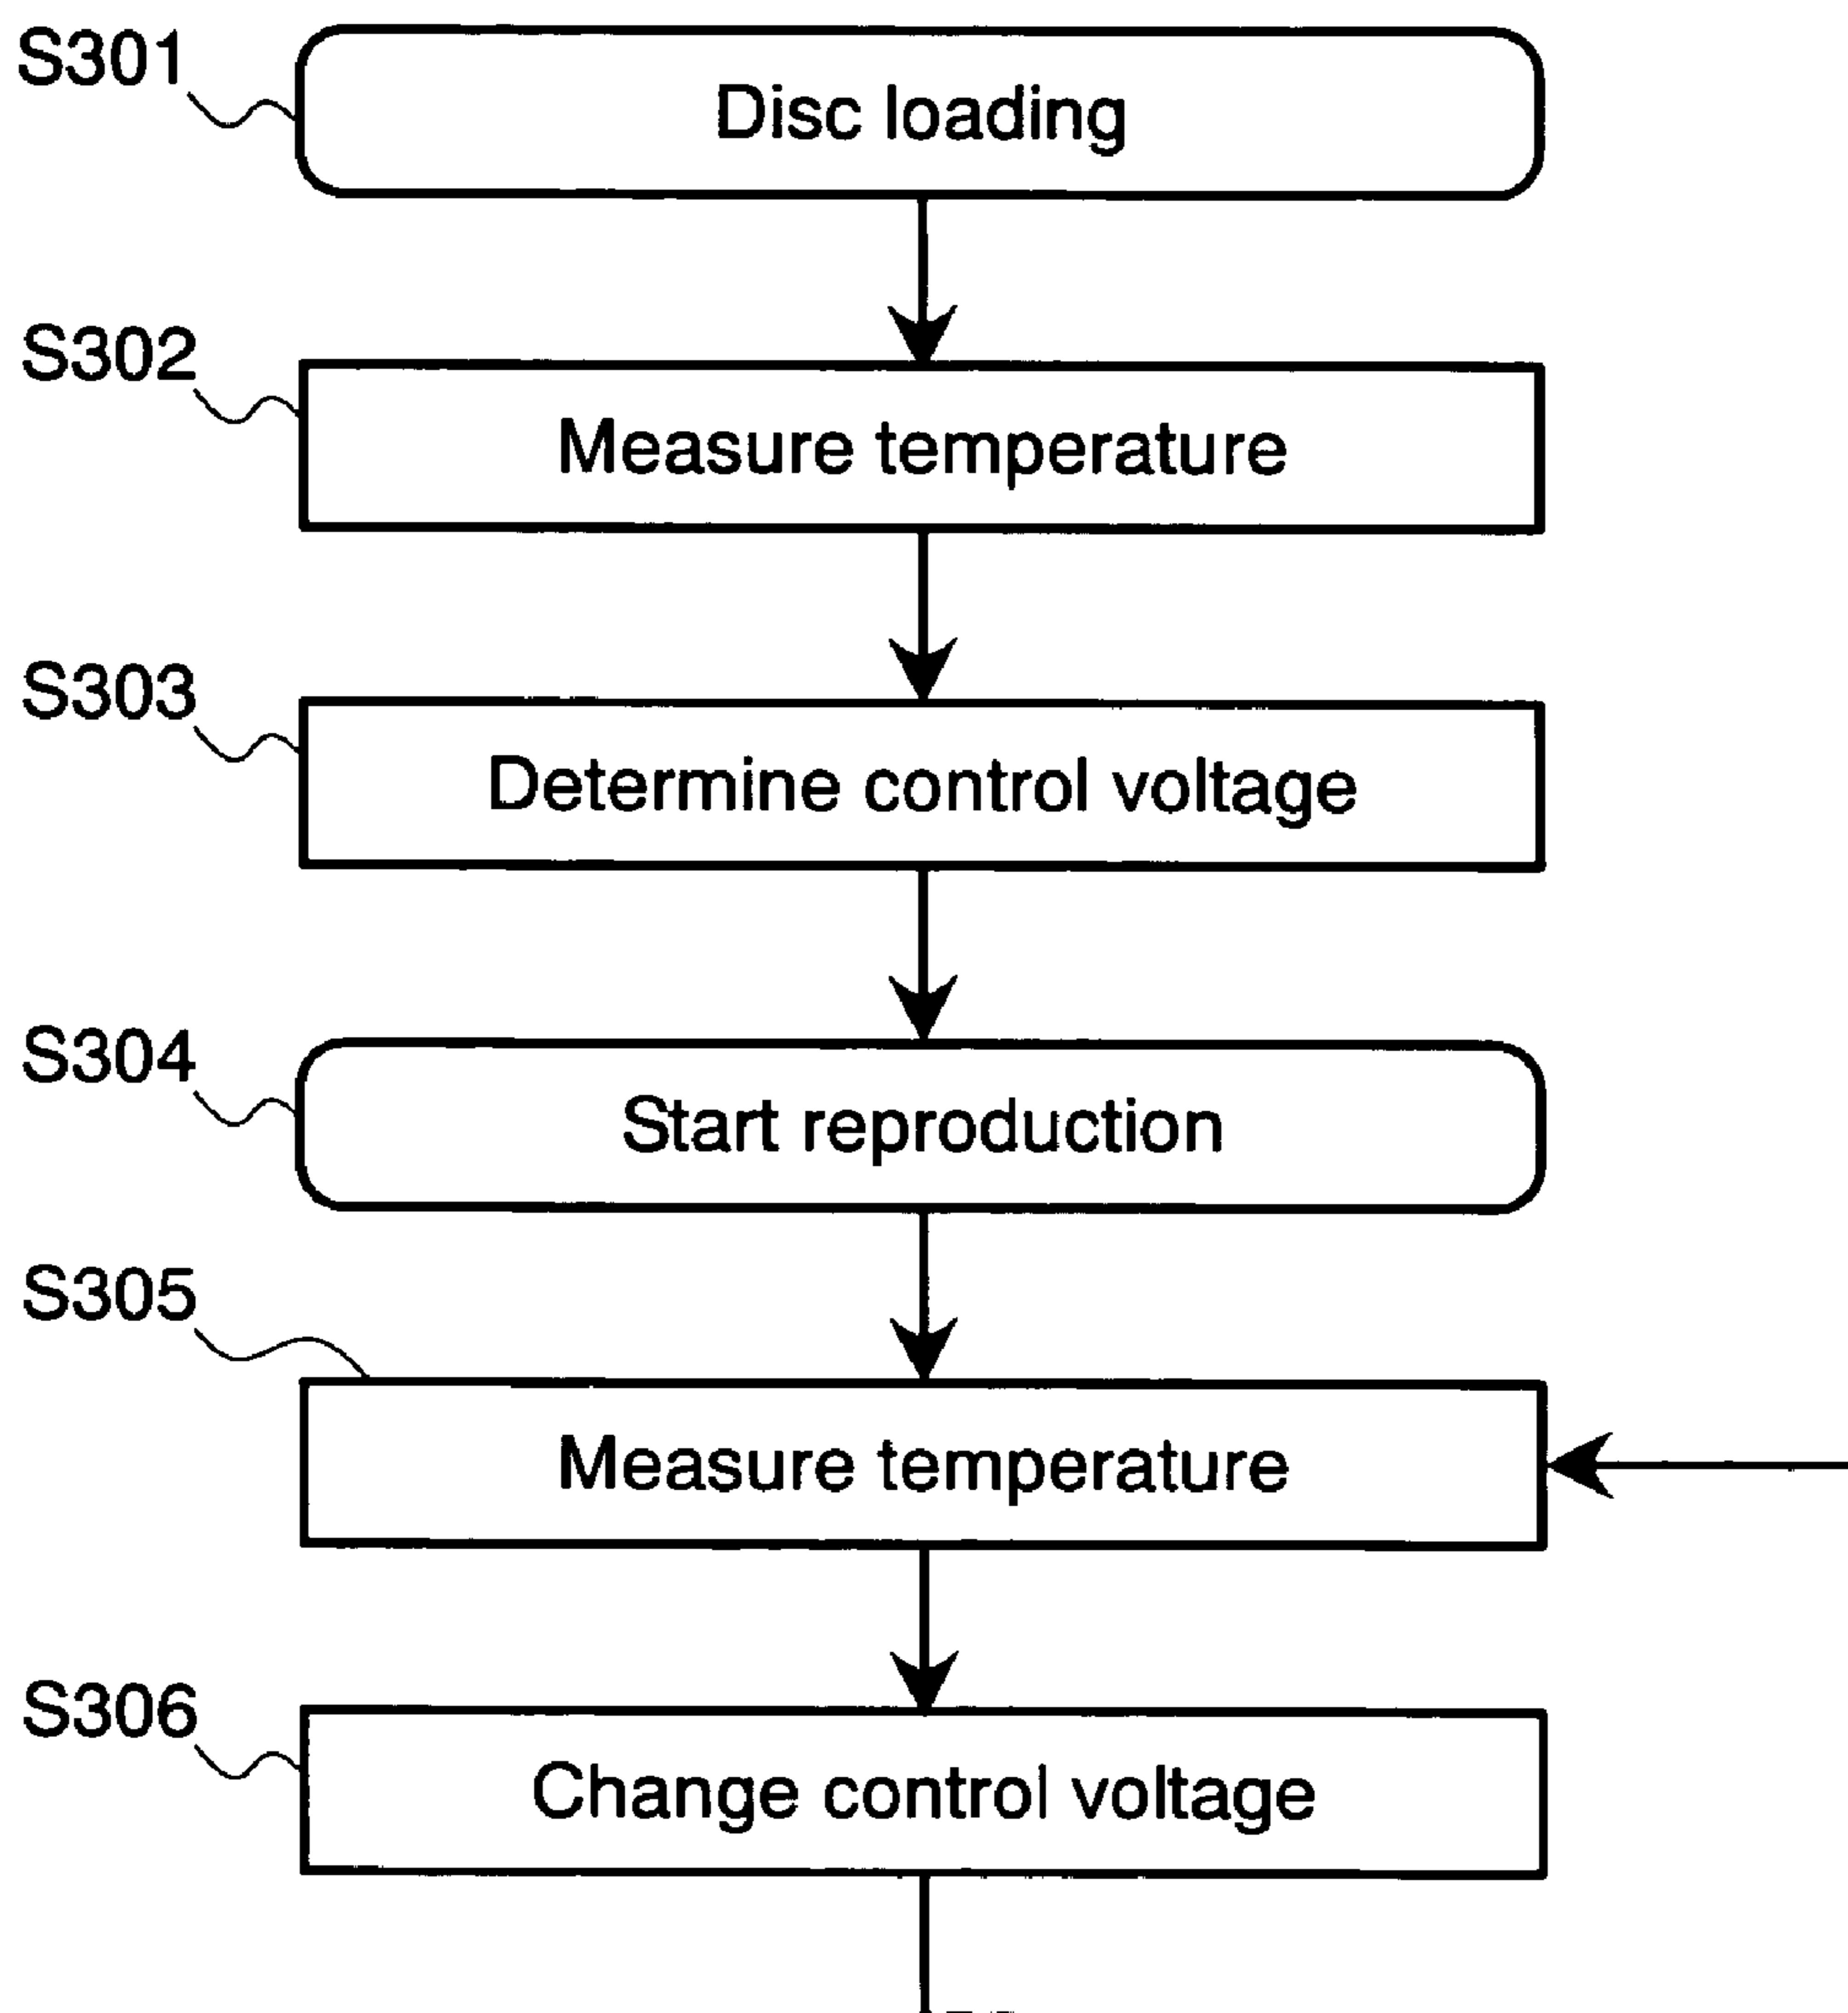 S301
Disc loading
S302
Measure temperature
S303
Determine control voltage
S304
Start reproduction
S305
Measure temperature
S306
Change control voltage